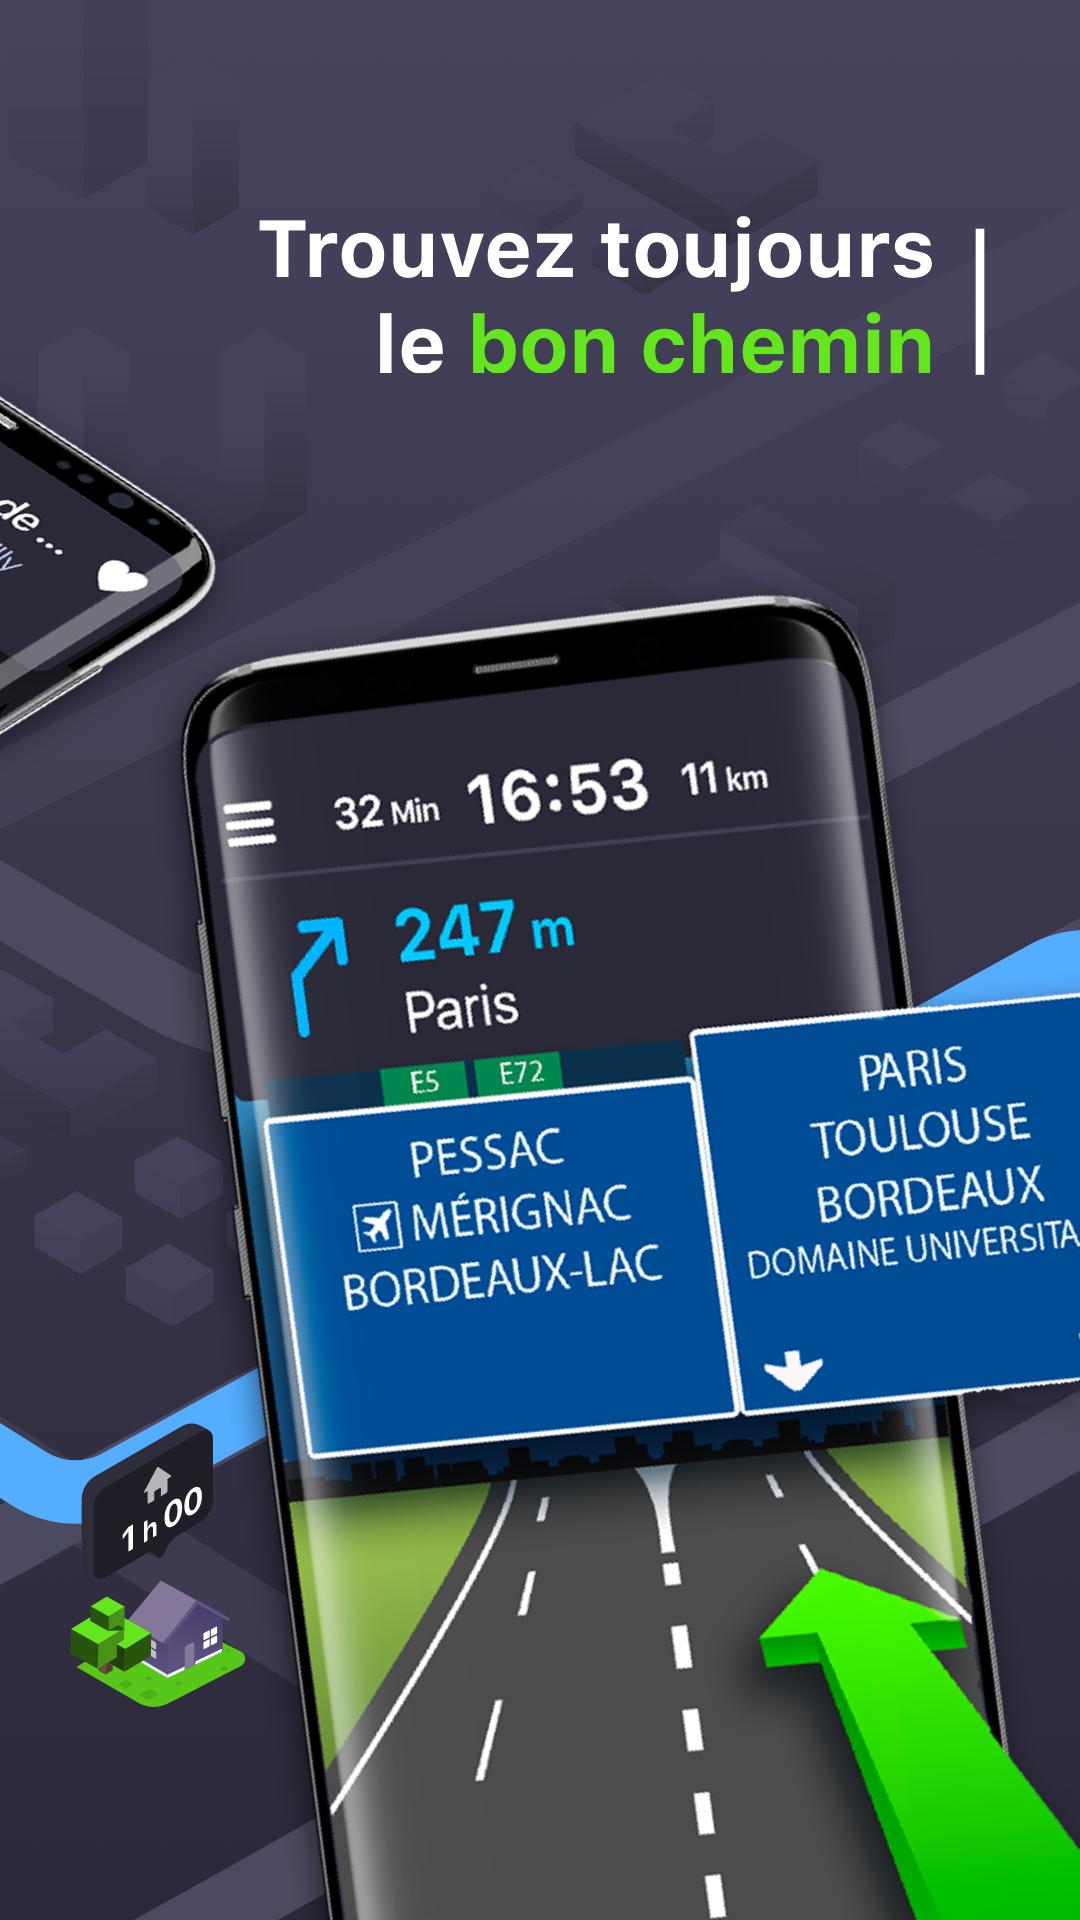 Trouvez toujours
le bon chemin
de ...
32 Min 16:53 11 km
247 m
Paris
E5 E72
PESSAC
MÉRIGNAC
BORDEAUX-LAC
PARIS
TOULOUSE
BORDEAUX
DOMAINE UNIVERSITA
1 h 00